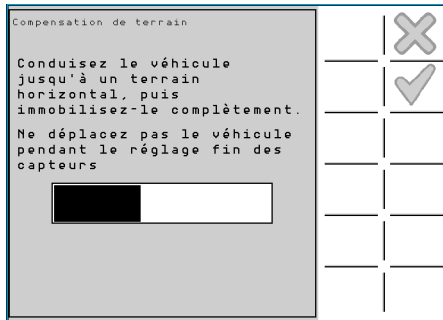 Compensation de terrain
Conduisez le véhicule
jusqu'à un terrain
horizontal, puis
immobilisez-le complètement.
Ne déplacez pas le véhicule
pendant le réglage fin des
capteurs